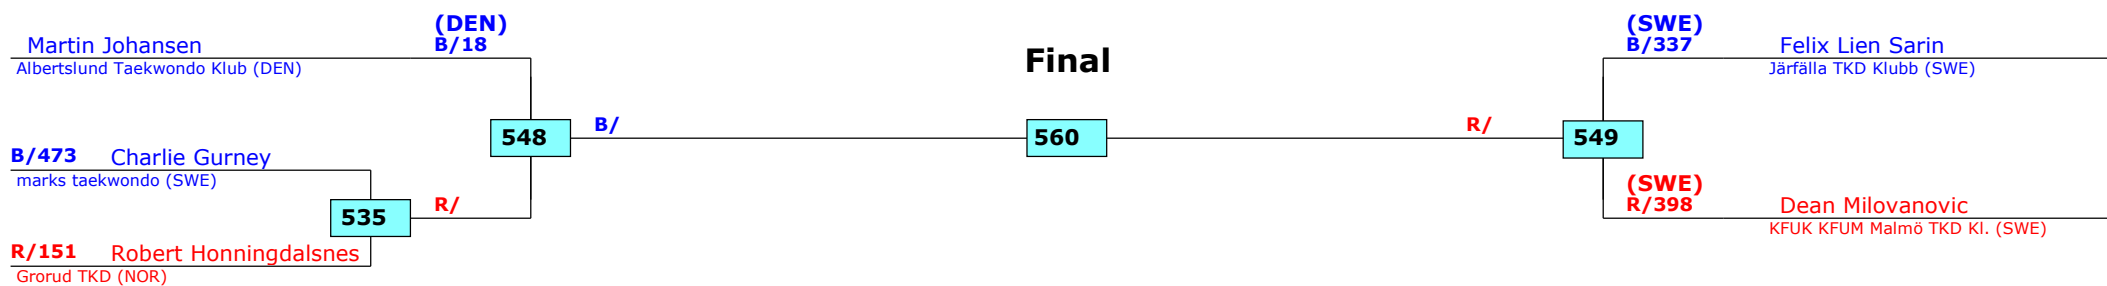 (DEN)
Martin Johansen B/18
Albertslund Taekwondo Klub (DEN)
B/473 Charlie Gurney
marks taekwondo (SWE)
535
R/151 Robert Honningdalsnes
Grorud TKD (NOR)
R/
548
B/
Final
560
R/
549
(SWE)
B/337 Felix Lien Sarin
Järfälla TKD Klubb (SWE)
(SWE)
R/398 Dean Milovanovic
KFUK KFUM Malmö TKD Kl. (SWE)